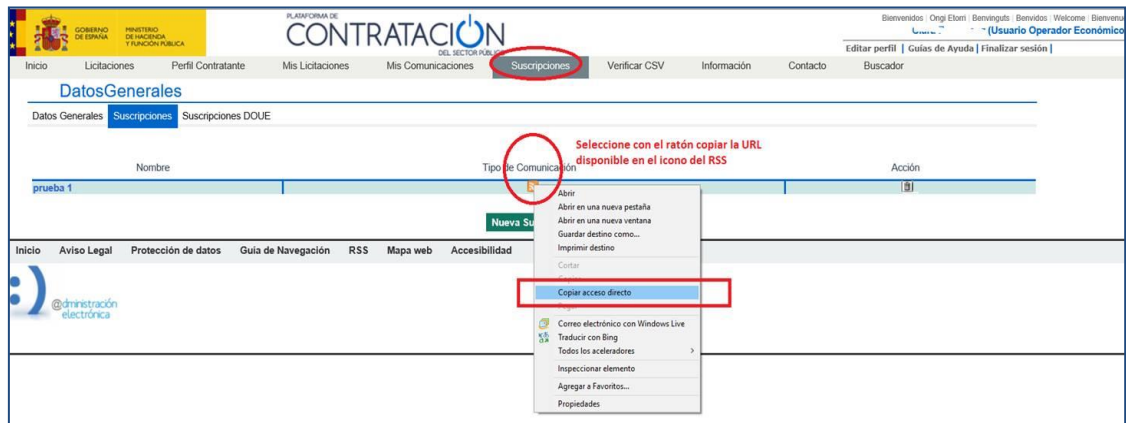 Bienvenidos | Ongi Etorri | Benvinguts | Benvidos | Welcome | Bienvenue
GOBIERNO DE ESPAÑA
MINISTERIO DE HACIENDA Y FUNCIÓN PÚBLICA
PLATAFORMA DE
CONTRATACIÓN
DEL SECTOR PÚBLICO
(Usuario Operador Económico
Editar perfil | Guías de Ayuda | Finalizar sesión |
Inicio Licitaciones Perfil Contratante Mis Licitaciones Mis Comunicaciones Suscripciones Verificar CSV Información Contacto Buscador
DatosGenerales
Datos Generales Suscripciones Suscripciones DOUE
Seleccione con el ratón copiar la URL
disponible en el icono del RSS
Nombre Tipo de Comunicación Acción
prueba 1
Nueva Su
Abrir
Abrir en una nueva pestaña
Abrir en una nueva ventana
Guardar destino como...
Imprimir destino
Cortar
Copiar
Copiar acceso directo
Pegar
Correo electrónico con Windows Live
Traducir con Bing
Todos los aceleradores
Inspeccionar elemento
Agregar a Favoritos...
Propiedades
Inicio Aviso Legal Protección de datos Guia de Navegación RSS Mapa web Accesibilidad
@dministración
electrónica